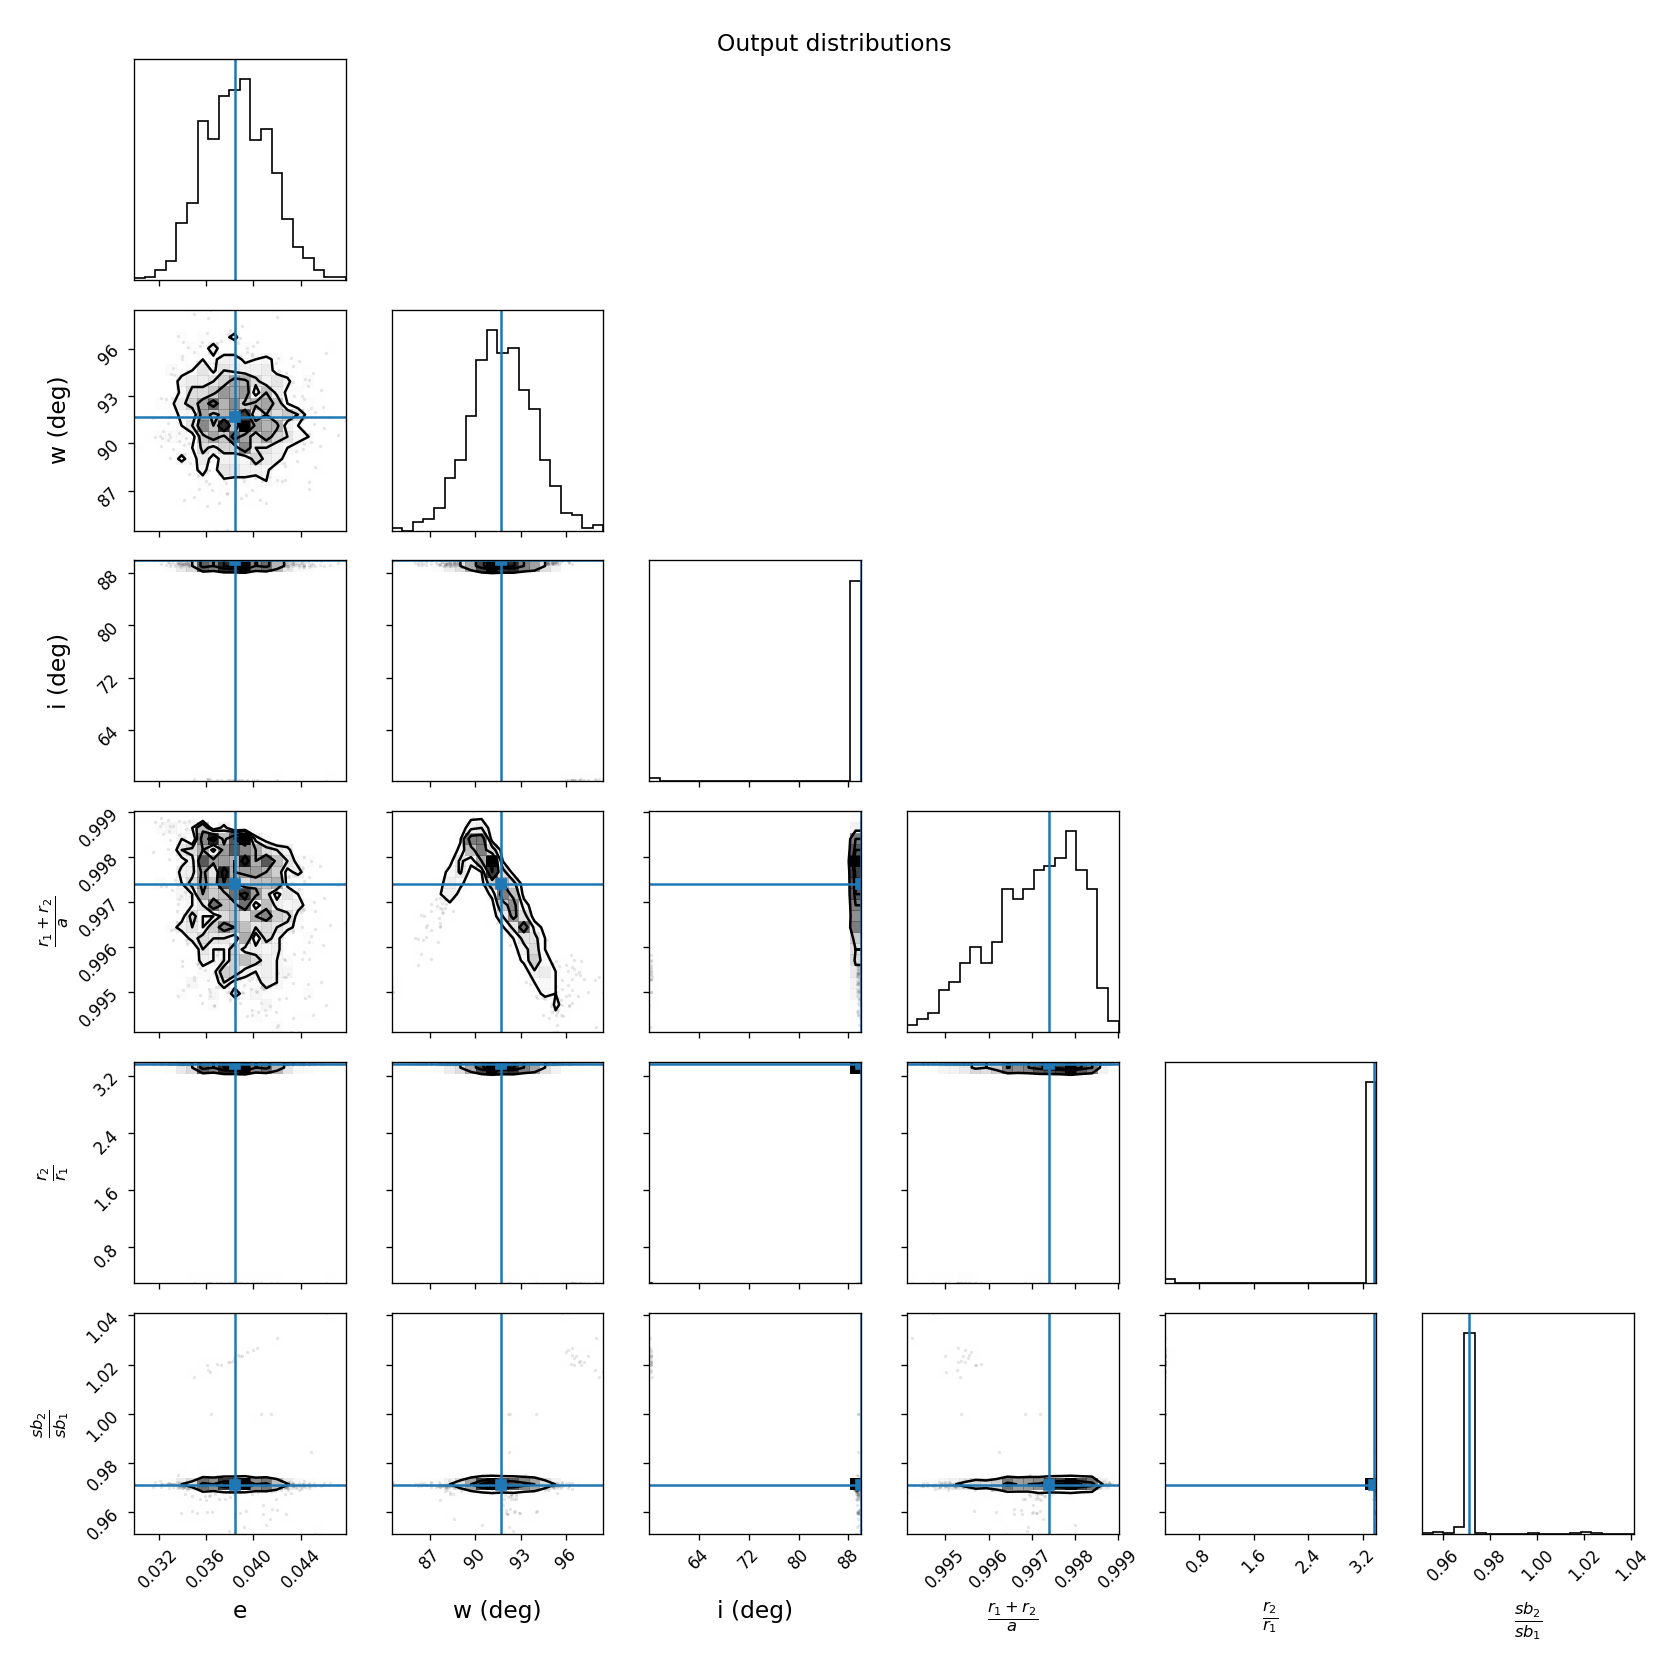 Output distributions
w (deg)
96
93
90
87
i (deg)
88
80
72
64
r1 + r2
a
0.999
0.998
0.997
0.996
0.995
r2
r1
3.2
2.4
1.6
0.8
sb2
sb1
1.04
1.02
1.00
0.98
0.96
0.032 0.036 0.040 0.044 87 90 93 96 64 72 80 88 0.995 0.996 0.997 0.998 0.999 0.8 1.6 2.4 3.2 0.96 0.98 1.00 1.02 1.04
e w (deg) i (deg) r1 + r2 / a r2 / r1 sb2 / sb1